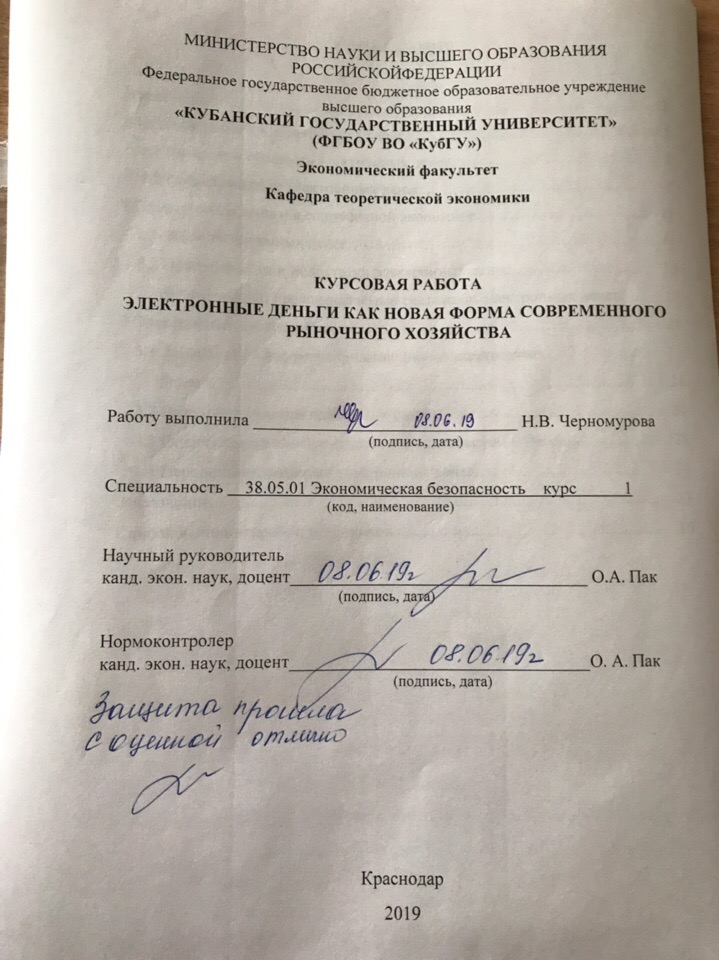 МИНИСТЕРСТВО НАУКИ И ВЫСШЕГО ОБРАЗОВАНИЯ
РОССИЙСКОЙФЕДЕРАЦИИ
Федеральное государственное бюджетное образовательное учреждение
высшего образования
«КУБАНСКИЙ ГОСУДАРСТВЕННЫЙ УНИВЕРСИТЕТ»
(ФГБОУ ВО «КубГУ»)
Экономический факультет
Кафедра теоретической экономики
КУРСОВАЯ РАБОТА
ЭЛЕКТРОННЫЕ ДЕНЬГИ КАК НОВАЯ ФОРМА СОВРЕМЕННОГО
РЫНОЧНОГО ХОЗЯЙСТВА
Работу выполнила 08.06.19 Н.В. Черномурова
(подпись, дата)
Специальность 38.05.01 Экономическая безопасность курс 1
(код, наименование)
Научный руководитель
канд. экон. наук, доцент 08.06.19г О.А. Пак
(подпись, дата)
Нормоконтролер
канд. экон. наук, доцент 08.06.19г О. А. Пак
(подпись, дата)
Защита прошла
с оценкой отлично
Краснодар
2019